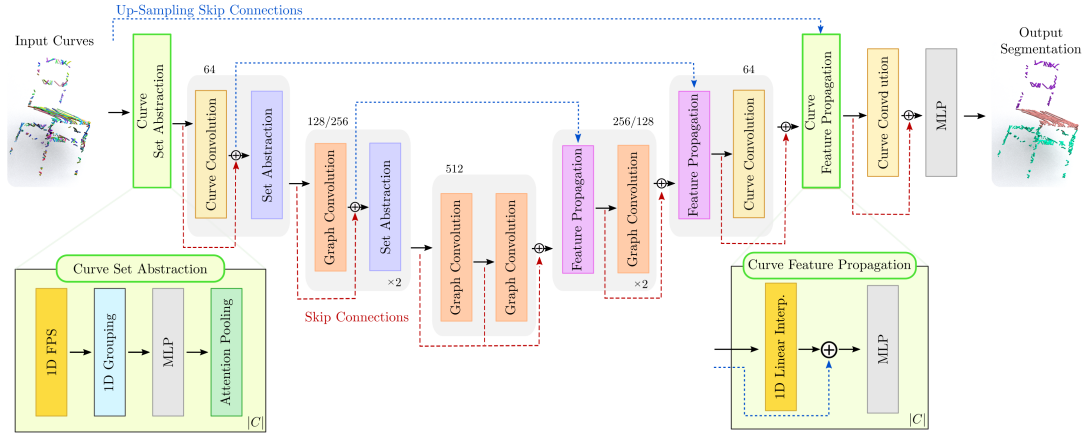 Up-Sampling Skip Connections
Input Curves
Curve
Set Abstraction
64
Curve Convolution
Set Abstraction
128/256
Graph Convolution
Set Abstraction
×2
512
Graph Convolution
Graph Convolution
256/128
Feature Propagation
Graph Convolution
×2
64
Feature Propagation
Curve Convolution
Curve
Feature Propagation
Curve Convd ution
MLP
Output
Segmentation
Skip Connections
Curve Set Abstraction
1D FPS
1D Grouping
MLP
Attention Pooling
|C|
Curve Feature Propagation
1D Linear Interp.
MLP
|C|